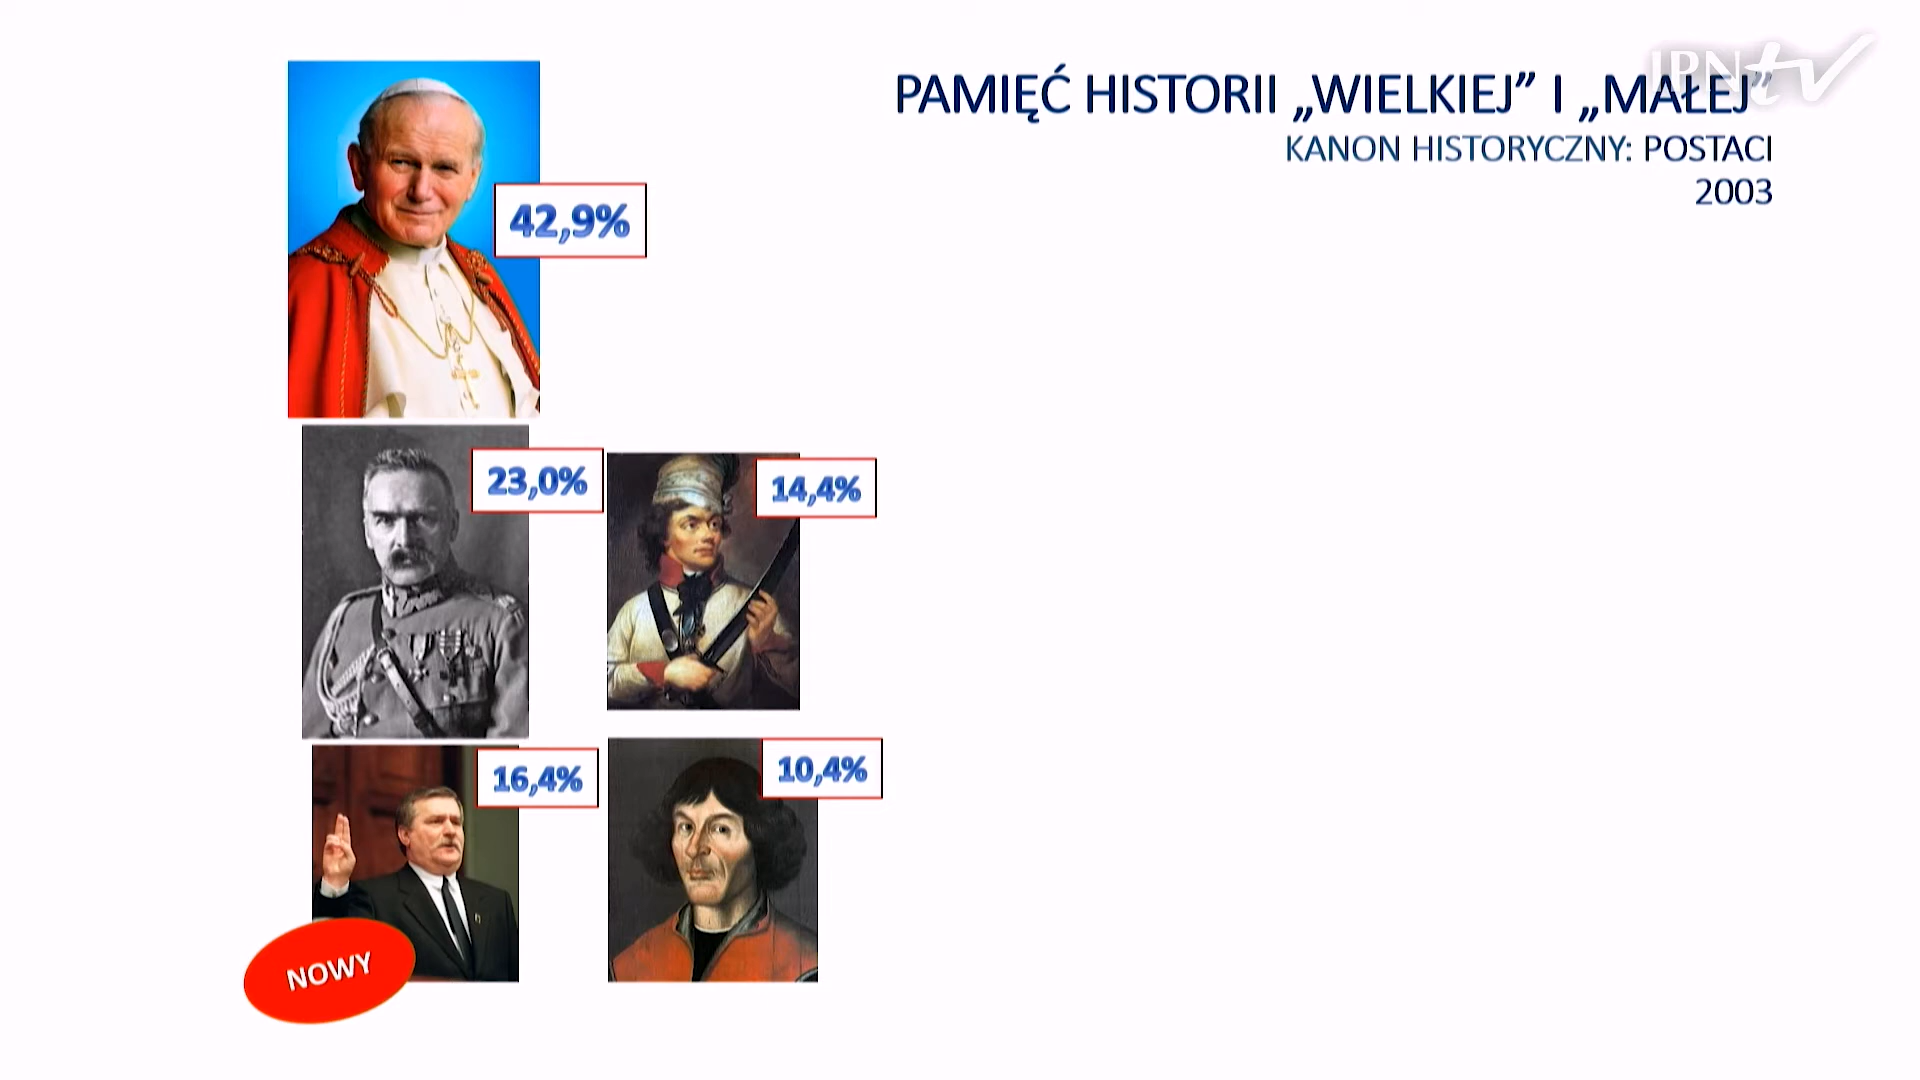 IPNtv
PAMIĘĆ HISTORII „WIELKIEJ” I „MAŁEJ”
KANON HISTORYCZNY: POSTACI
2003
42,9%
23,0%
14,4%
16,4%
10,4%
NOWY